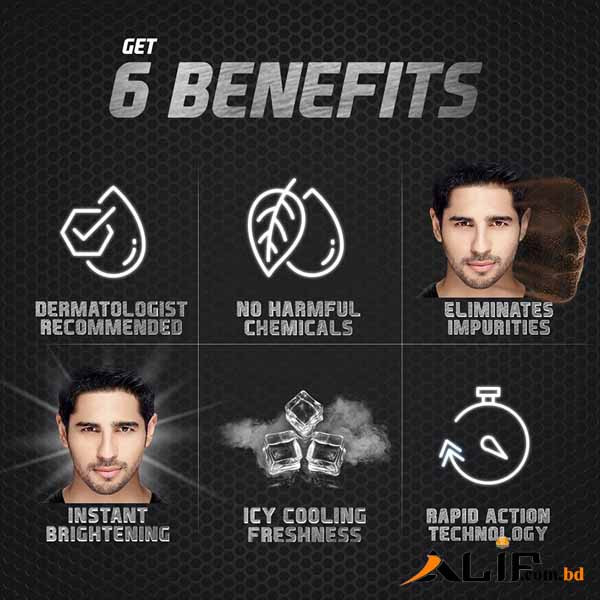 GET
6 BENEFITS
DERMATOLOGIST
RECOMMENDED
NO HARMFUL
CHEMICALS
ELIMINATES
IMPURITIES
INSTANT
BRIGHTENING
ICY COOLING
FRESHNESS
RAPID ACTION
TECHNOLOGY
ALIF.com.bd